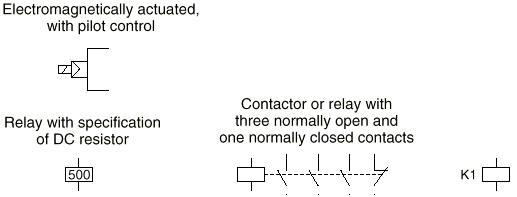 Electromagnetically actuated,
with pilot control
Relay with specification
of DC resistor
500
Contactor or relay with
three normally open and
one normally closed contacts
K1